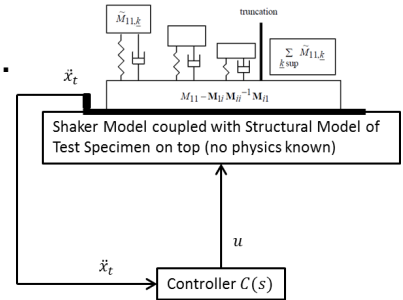 truncation
M̃₁₁,k̲
∑ M̃₁₁,k̲
k̲ sup
ẍₜ
M₁₁ − M₁ᵢ Mᵢᵢ⁻¹ Mᵢ₁
Shaker Model coupled with Structural Model of
Test Specimen on top (no physics known)
u
ẍₜ
Controller C(s)